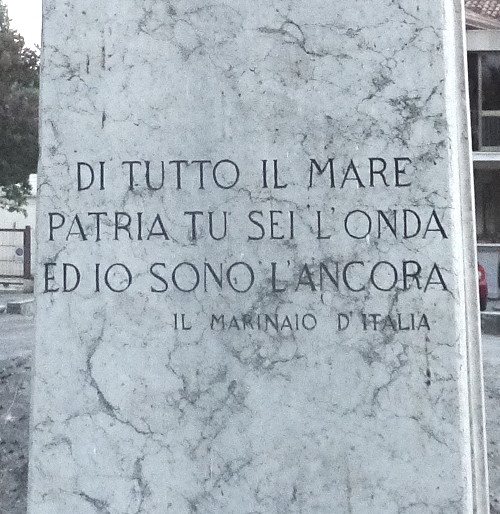 DI TUTTO IL MARE
PATRIA TU SEI L'ONDA
ED IO SONO L'ANCORA
IL MARINAIO D'ITALIA